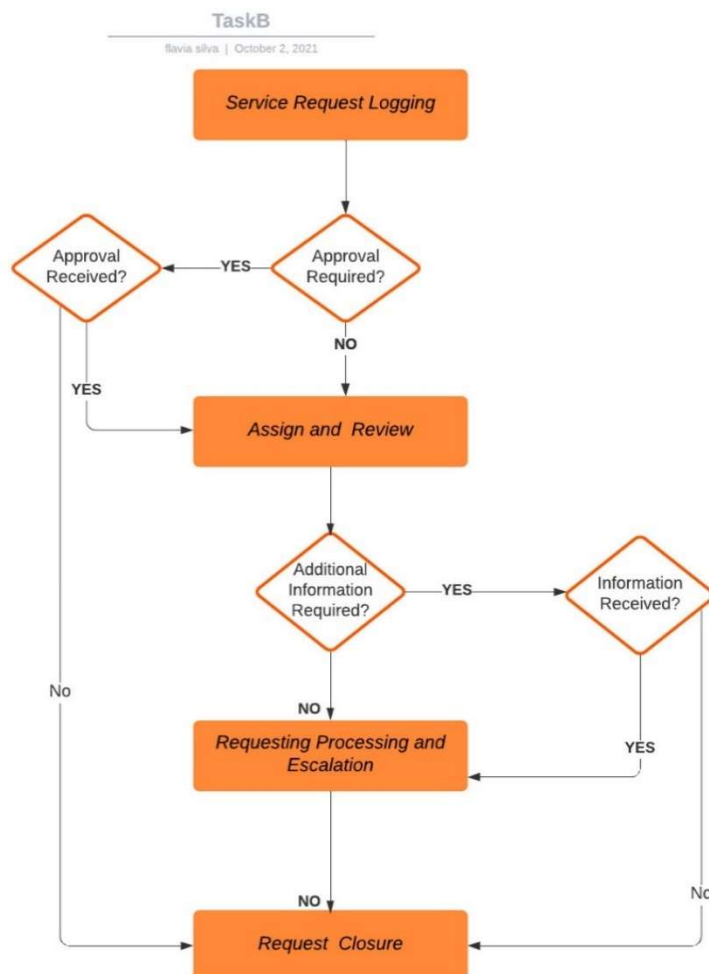 TaskB
flavia silva | October 2, 2021
Service Request Logging
Approval
Received?
YES
Approval
Required?
NO
YES
Assign and Review
Additional
Information
Required?
YES
Information
Received?
No
NO
Requesting Processing and
Escalation
YES
NO
No
Request Closure